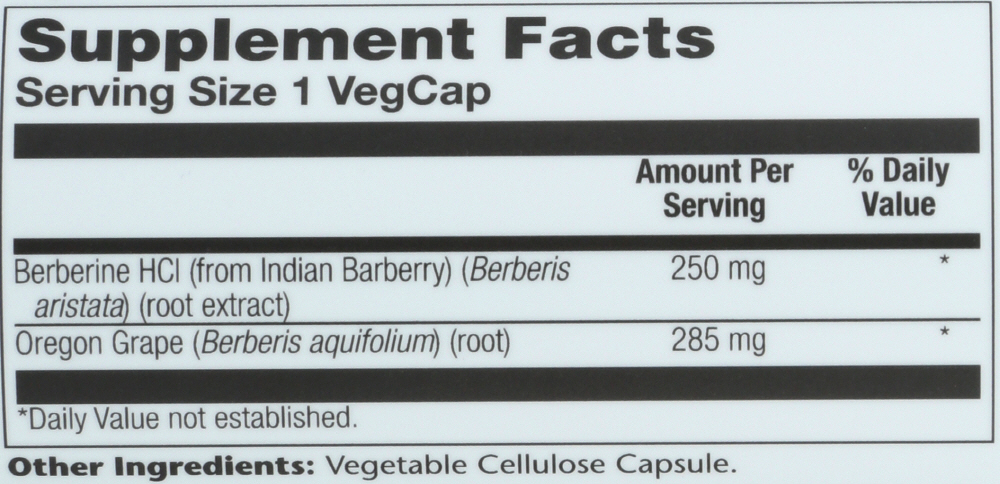 Supplement Facts
Serving Size 1 VegCap
Amount Per % Daily
Serving Value
Berberine HCl (from Indian Barberry) (Berberis 250 mg *
aristata) (root extract)
Oregon Grape (Berberis aquifolium) (root) 285 mg *
*Daily Value not established.
Other Ingredients: Vegetable Cellulose Capsule.